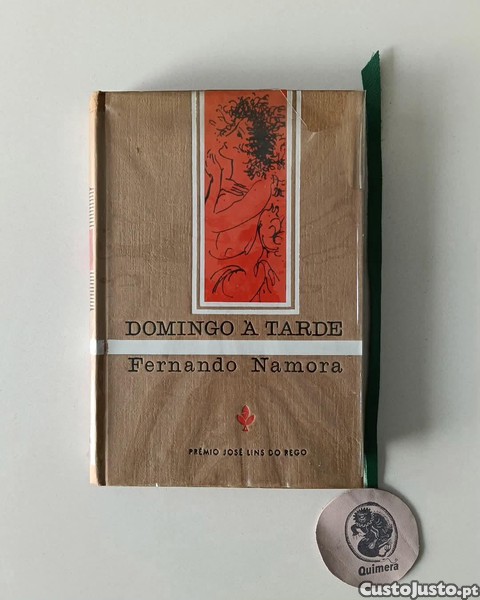 DOMINGO À TARDE
Fernando Namora
PRÉMIO JOSÉ LINS DO REGO
Quimera
CustoJusto.pt